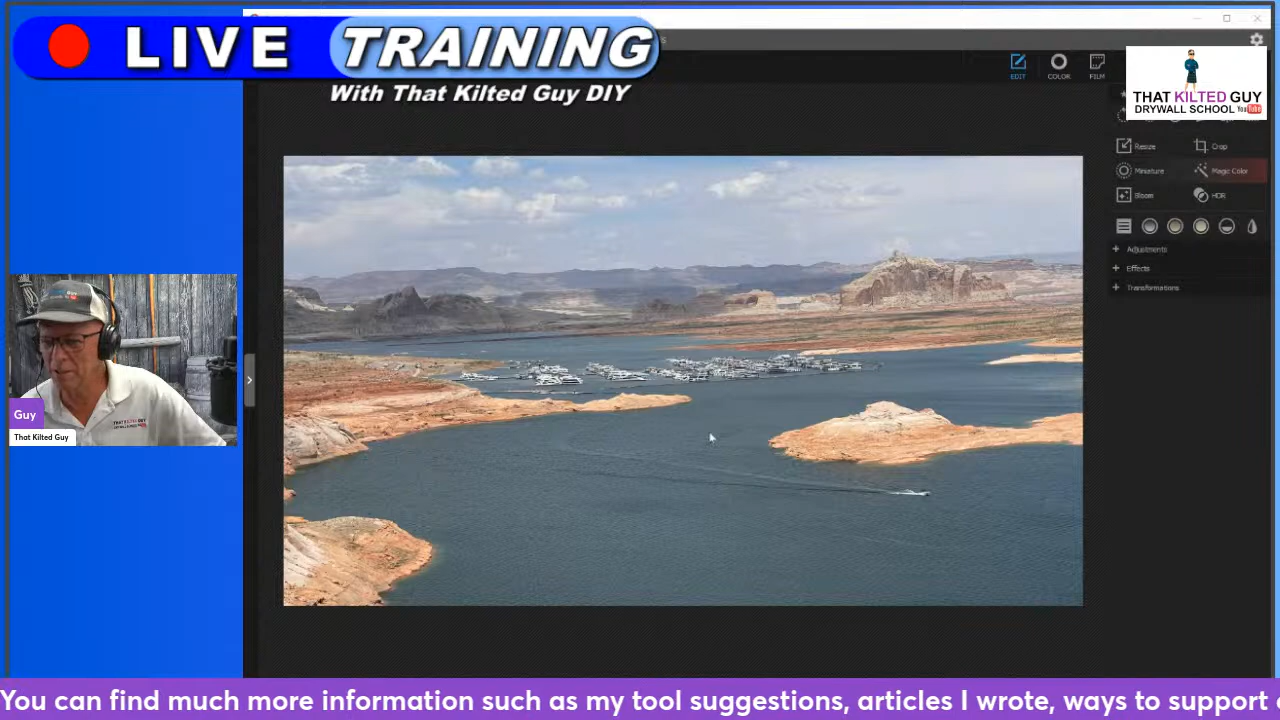 LIVE TRAINING
With That Kilted Guy DIY
EDIT
COLOR
FILM
THAT KILTED GUY
DRYWALL SCHOOL YouTube
Resize
Crop
Miniature
Magic Color
Bloom
HDR
+ Adjustments
+ Effects
+ Transformations
Guy
That Kilted Guy
You can find much more information such as my tool suggestions, articles I wrote, ways to support